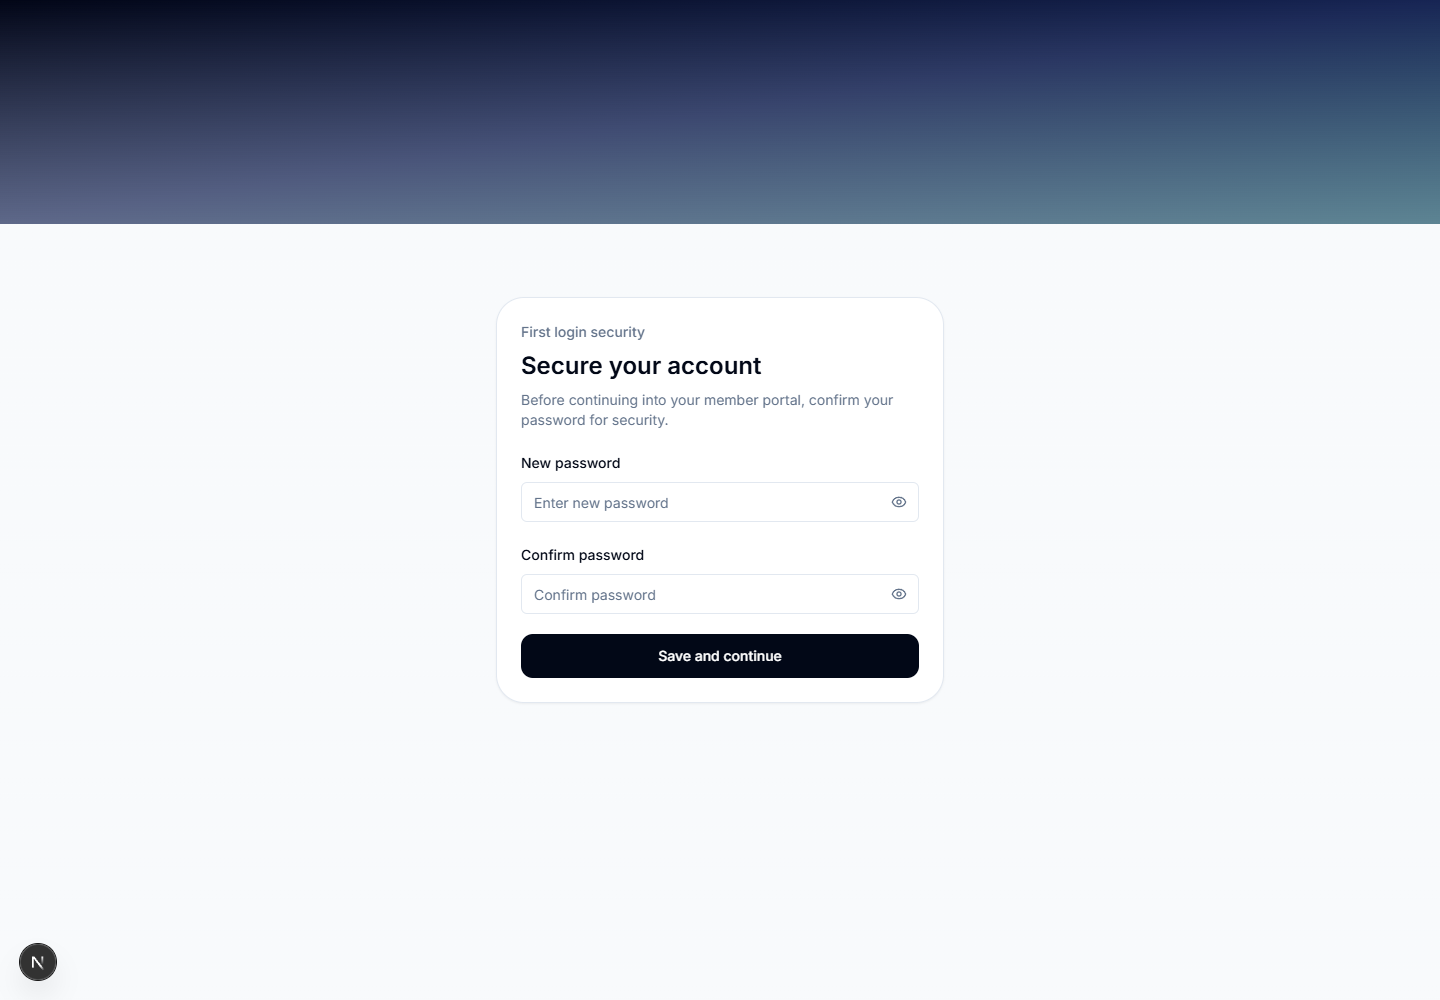 First login security
Secure your account
Before continuing into your member portal, confirm your
password for security.
New password
Enter new password
Confirm password
Confirm password
Save and continue
N